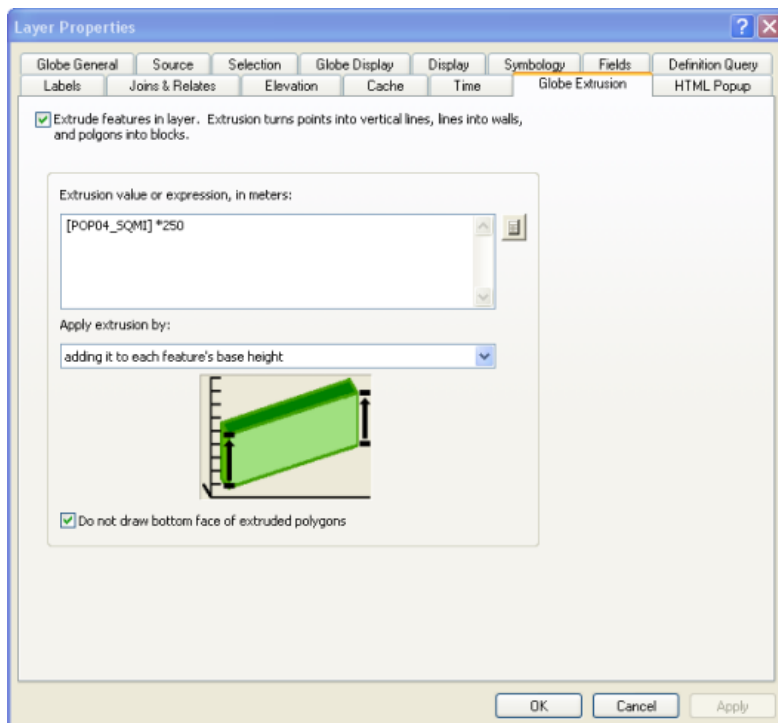 Layer Properties
Globe General Source Selection Globe Display Display Symbology Fields Definition Query
Labels Joins & Relates Elevation Cache Time Globe Extrusion HTML Popup
Extrude features in layer. Extrusion turns points into vertical lines, lines into walls,
and polgons into blocks.
Extrusion value or expression, in meters:
[POP04_SQMI] *250
Apply extrusion by:
adding it to each feature's base height
Do not draw bottom face of extruded polygons
OK Cancel Apply